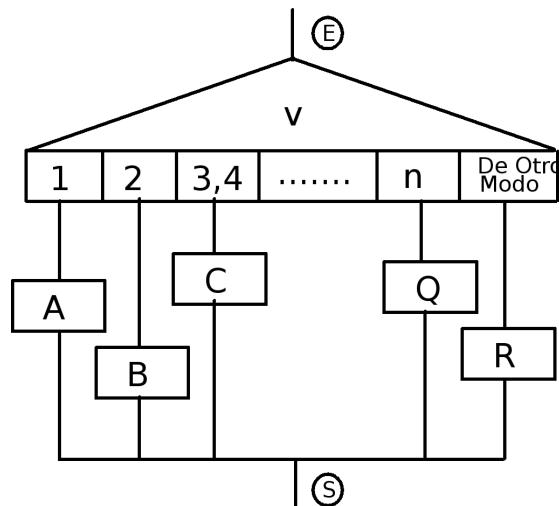 E
v
1 2 3,4 ....... n De Otro
Modo
C
Q
A
R
B
S